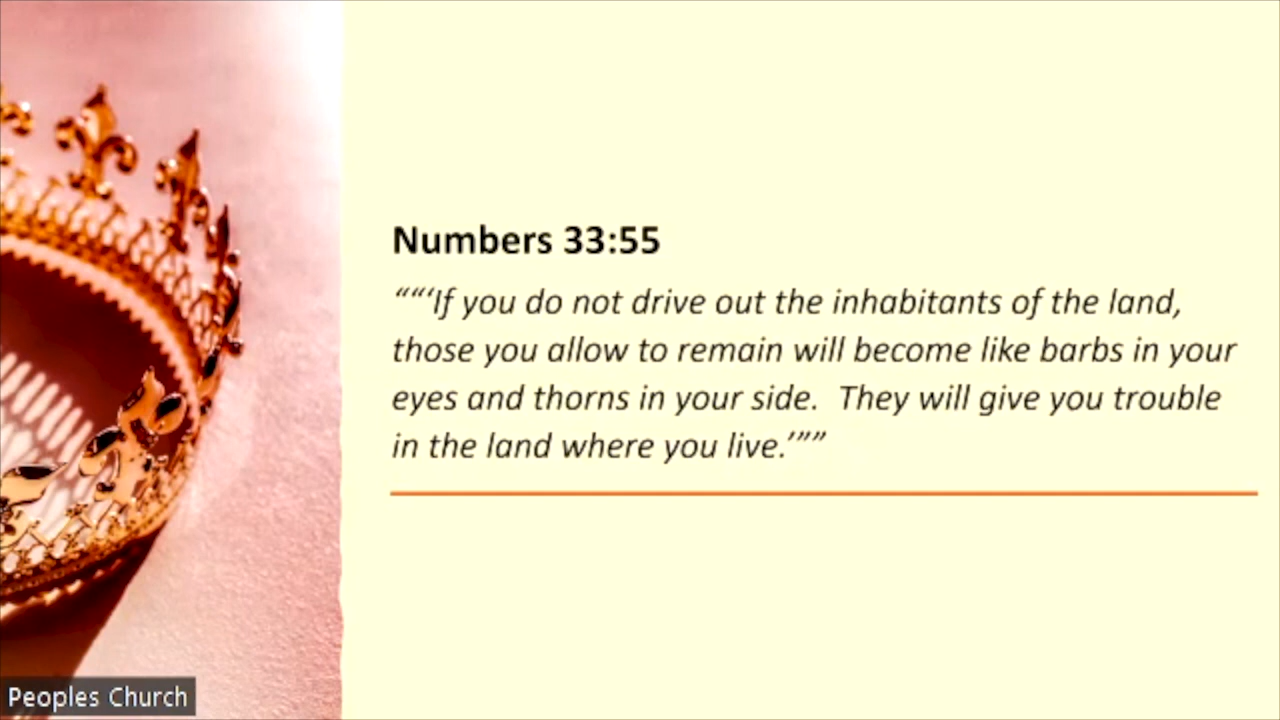 Numbers 33:55
“““‘If you do not drive out the inhabitants of the land,
those you allow to remain will become like barbs in your
eyes and thorns in your side.  They will give you trouble
in the land where you live.’””
Peoples Church